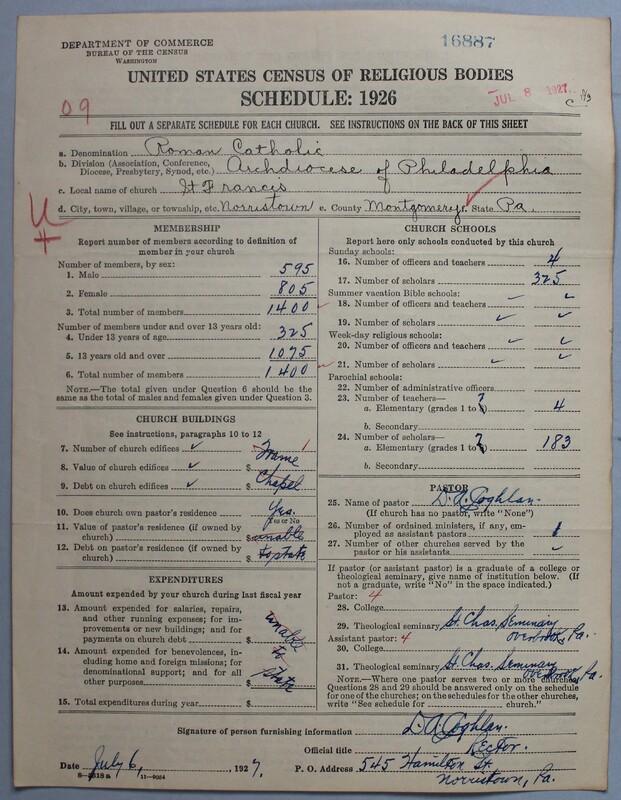 DEPARTMENT OF COMMERCE
BUREAU OF THE CENSUS
WASHINGTON
16887
UNITED STATES CENSUS OF RELIGIOUS BODIES
SCHEDULE: 1926
JUL 8 1927
09
FILL OUT A SEPARATE SCHEDULE FOR EACH CHURCH. SEE INSTRUCTIONS ON THE BACK OF THIS SHEET
a. Denomination Roman Catholic
b. Division (Association, Conference, Diocese, Presbytery, Synod, etc.) Archdiocese of Philadelphia
c. Local name of church St Francis
d. City, town, village, or township, etc. Norristown e. County Montgomery f. State Pa.
MEMBERSHIP
Report number of members according to definition of member in your church
Number of members, by sex:
1. Male 595
2. Female 805
3. Total number of members 1400
Number of members under and over 13 years old:
4. Under 13 years of age 325
5. 13 years old and over 1075
6. Total number of members 1400
NOTE.—The total given under Question 6 should be the same as the total of males and females given under Question 3.
CHURCH BUILDINGS
See instructions, paragraphs 10 to 12
7. Number of church edifices ✓ Frame 1
8. Value of church edifices ✓ $
9. Debt on church edifices ✓ $ Chapel
10. Does church own pastor's residence Yes.
Yes or No
11. Value of pastor's residence (if owned by church) $ unable
12. Debt on pastor's residence (if owned by church) $ to state
EXPENDITURES
Amount expended by your church during last fiscal year
13. Amount expended for salaries, repairs, and other running expenses; for improvements or new buildings; and for payments on church debt $ unable
14. Amount expended for benevolences, including home and foreign missions; for denominational support; and for all other purposes $ to state
15. Total expenditures during year $
CHURCH SCHOOLS
Report here only schools conducted by this church
Sunday schools:
16. Number of officers and teachers 4
17. Number of scholars 325
Summer vacation Bible schools:
18. Number of officers and teachers ✓ ✓
19. Number of scholars ✓ ✓
Week-day religious schools:
20. Number of officers and teachers ✓ ✓
21. Number of scholars ✓ ✓
Parochial schools:
22. Number of administrative officers
23. Number of teachers—
a. Elementary (grades 1 to 7) 4
b. Secondary
24. Number of scholars—
a. Elementary (grades 1 to 7) 183
b. Secondary
PASTOR
25. Name of pastor D. A. Coghlan.
(If church has no pastor, write "None")
26. Number of ordained ministers, if any, employed as assistant pastors 1
27. Number of other churches served by the pastor or his assistants ✓
If pastor (or assistant pastor) is a graduate of a college or theological seminary, give name of institution below. (If not a graduate, write "No" in the space indicated.)
Pastor: 4
28. College
29. Theological seminary St. Chas. Seminary Overbrook, Pa.
Assistant pastor: 4
30. College
31. Theological seminary St. Chas. Seminary Overbrook Pa.
NOTE.—Where one pastor serves two or more churches, Questions 28 and 29 should be answered only on the schedule for one of the churches; on the schedules for the other churches, write "See schedule for ........ church."
Signature of person furnishing information D. A. Coghlan.
Official title Rector.
Date July 6, 1927. P. O. Address 545 Hamilton St.
Norristown, Pa.
8-4818a 11-9054